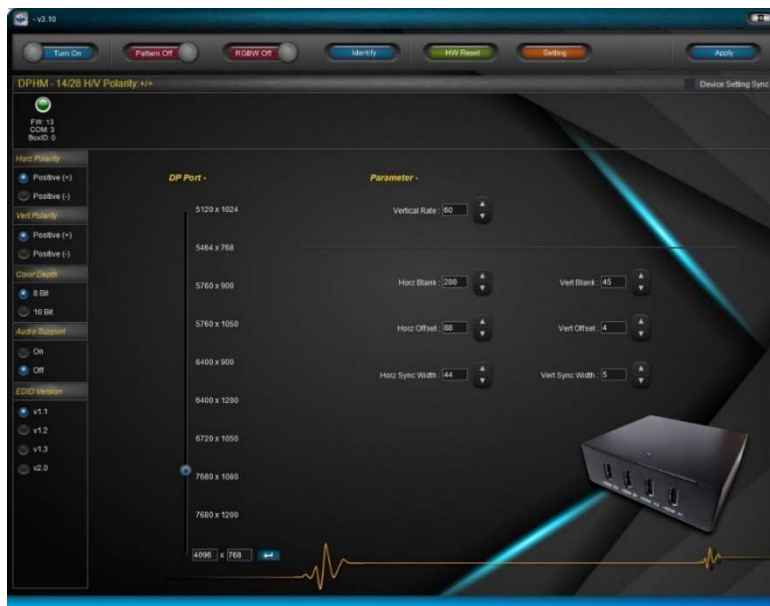 - v3.10
Turn On
Pattern Off
RGBW Off
Identify
HW Reset
Setting
Apply
DPHM - 14/28 H/V Polarity:+/+
Device Setting Sync
FW: 13
COM: 3
BoxID: 0
Horz Polarity
Positive (+)
Positive (-)
Vert Polarity
Positive (+)
Positive (-)
Color Depth
8 Bit
10 Bit
Audio Support
On
Off
EDID Version
v1.1
v1.2
v1.3
v2.0
DP Port -
5120 x 1024
5464 x 768
5760 x 900
5760 x 1050
6400 x 900
6400 x 1200
6720 x 1050
7680 x 1080
7680 x 1200
4096 x 768
Parameter -
Vertical Rate : 60
Horz Blank : 280
Vert Blank : 45
Horz Offset : 88
Vert Offset : 4
Horz Sync Width : 44
Vert Sync Width : 5